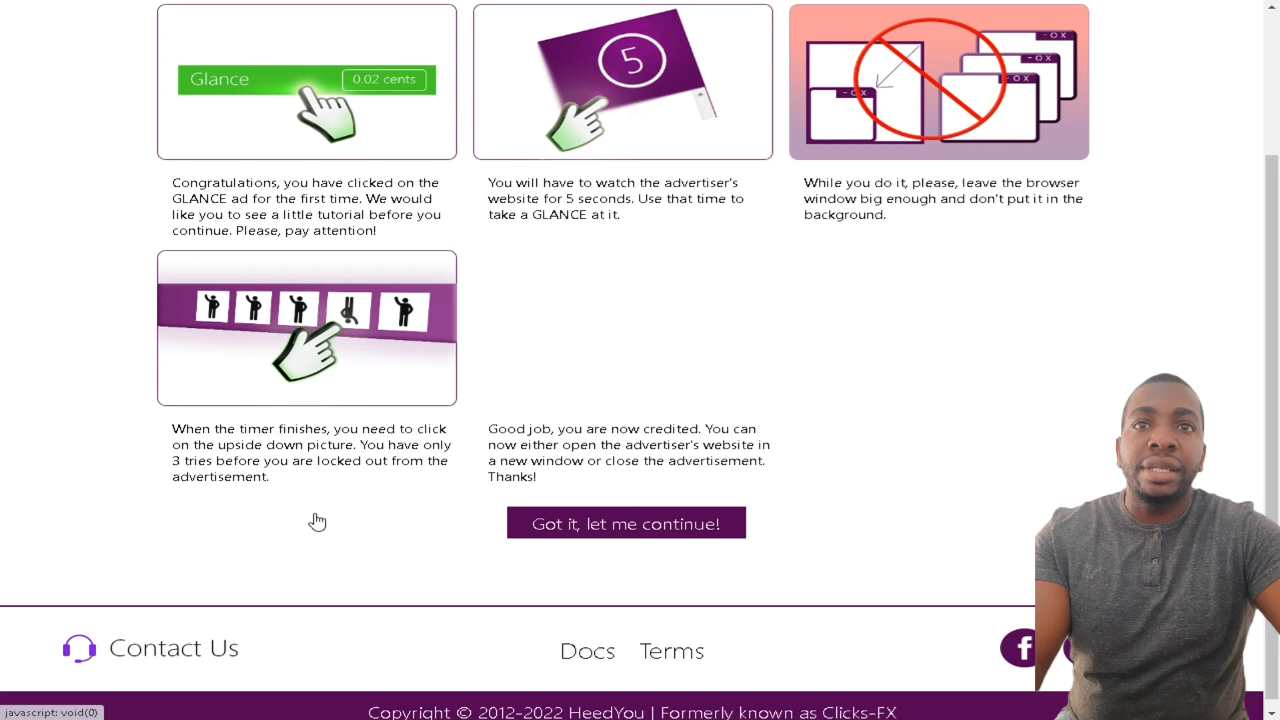 Glance 0.02 cents
5
- O X
- O X
- O X
- O X
Congratulations, you have clicked on the
GLANCE ad for the first time. We would
like you to see a little tutorial before you
continue. Please, pay attention!
You will have to watch the advertiser's
website for 5 seconds. Use that time to
take a GLANCE at it.
While you do it, please, leave the browser
window big enough and don't put it in the
background.
When the timer finishes, you need to click
on the upside down picture. You have only
3 tries before you are locked out from the
advertisement.
Good job, you are now credited. You can
now either open the advertiser's website in
a new window or close the advertisement.
Thanks!
Got it, let me continue!
Contact Us
Docs
Terms
f
javascript: void(0)
Copyright © 2012-2022 HeedYou | Formerly known as Clicks-FX